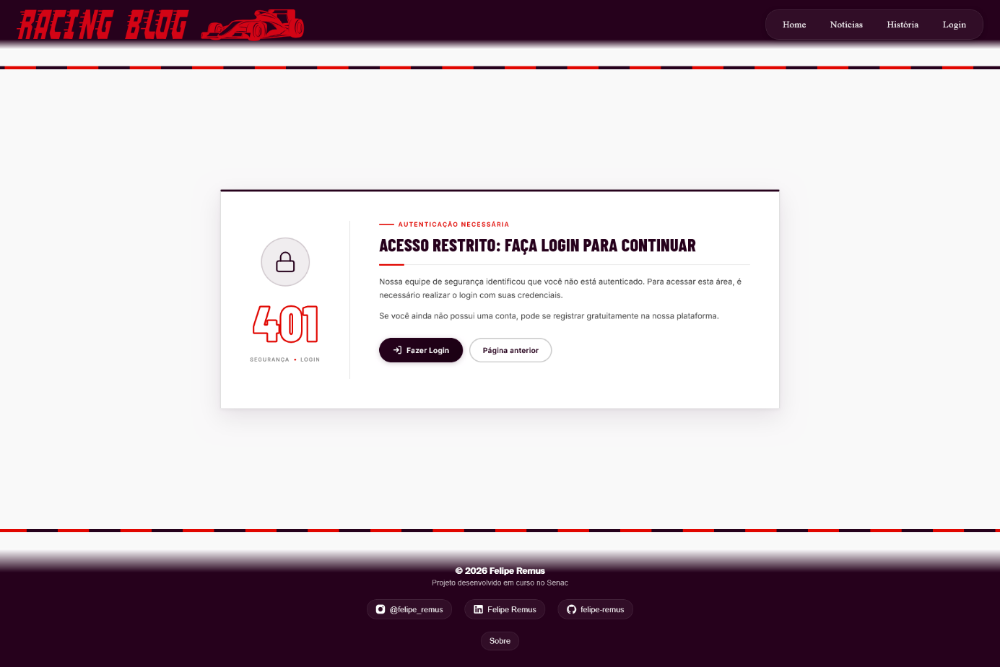 RACING BLOG
Home
Notícias
História
Login
AUTENTICAÇÃO NECESSÁRIA
ACESSO RESTRITO: FAÇA LOGIN PARA CONTINUAR
401
SEGURANÇA • LOGIN
Nossa equipe de segurança identificou que você não está autenticado. Para acessar esta área, é
necessário realizar o login com suas credenciais.
Se você ainda não possui uma conta, pode se registrar gratuitamente na nossa plataforma.
Fazer Login
Página anterior
© 2026 Felipe Remus
Projeto desenvolvido em curso no Senac
@felipe_remus
Felipe Remus
felipe-remus
Sobre